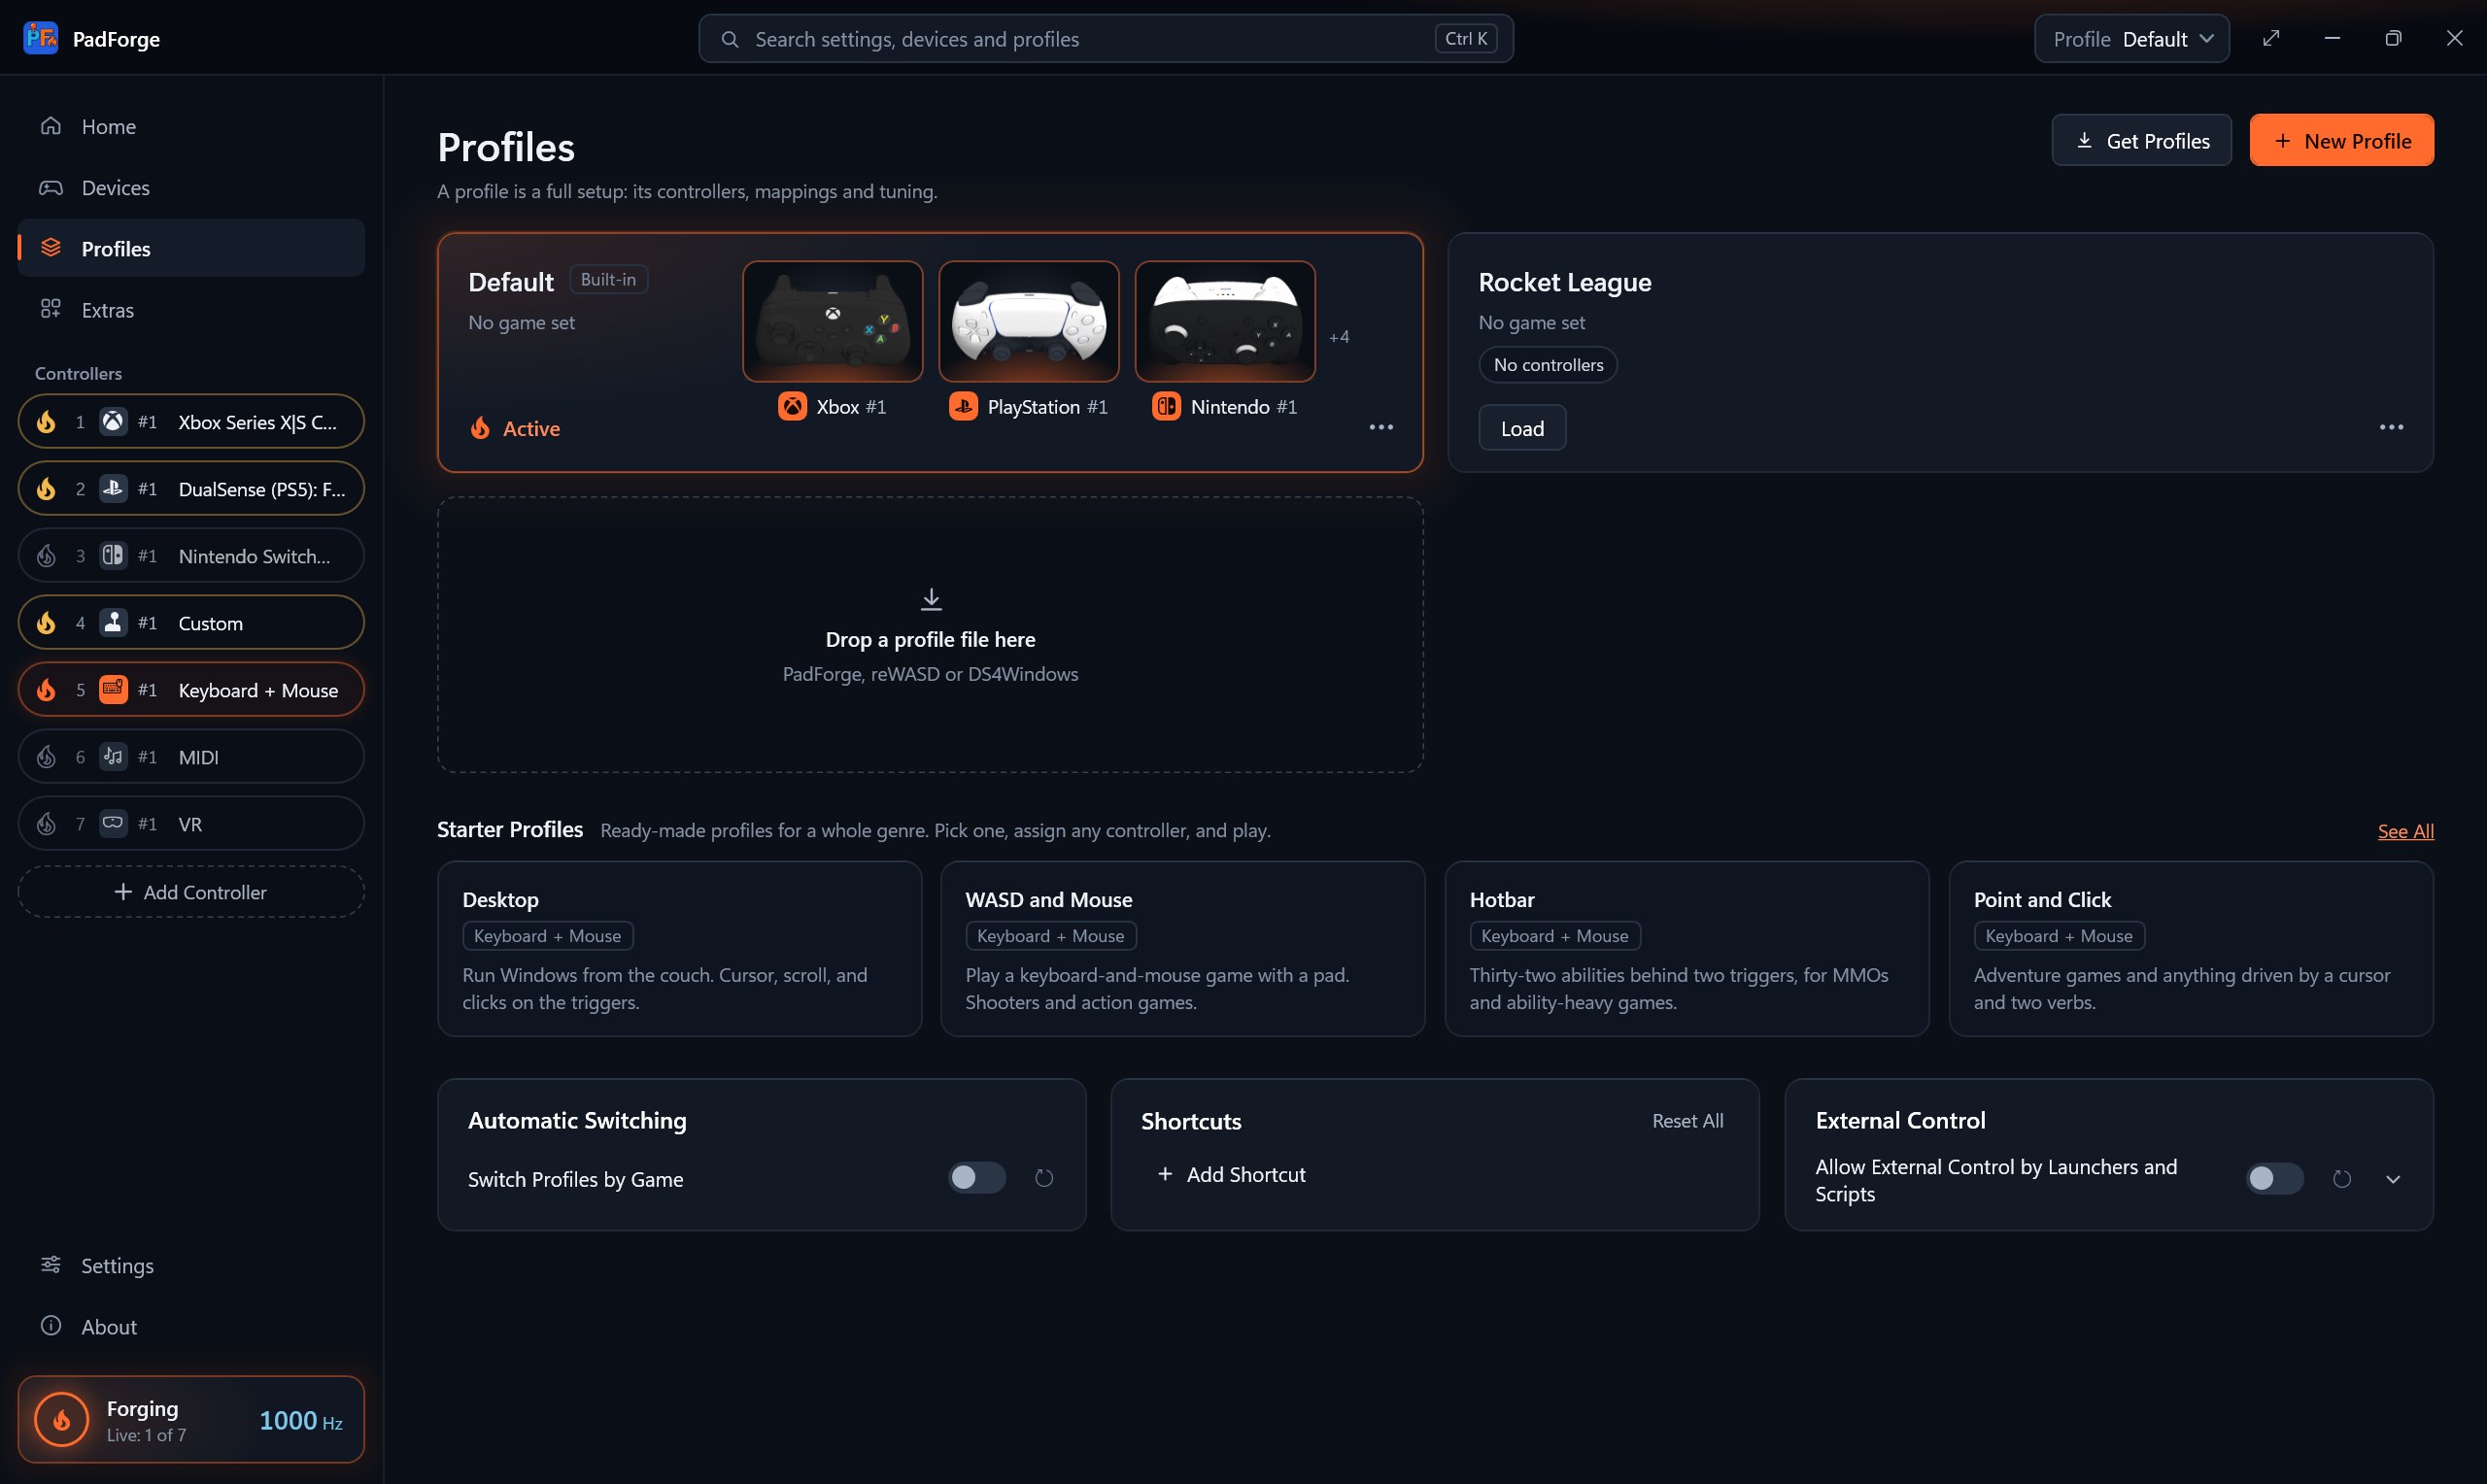 PadForge
Search settings, devices and profiles
Ctrl K
Profile Default
Home
Devices
Profiles
Extras
Controllers
1 #1 Xbox Series X|S C...
2 #1 DualSense (PS5): F...
3 #1 Nintendo Switch...
4 #1 Custom
5 #1 Keyboard + Mouse
6 #1 MIDI
7 #1 VR
+ Add Controller
Settings
About
Forging
Live: 1 of 7
1000 Hz
Profiles
A profile is a full setup: its controllers, mappings and tuning.
Get Profiles
+ New Profile
Default Built-in
No game set
Active
Xbox #1
PlayStation #1
Nintendo #1
+4
Rocket League
No game set
No controllers
Load
Drop a profile file here
PadForge, reWASD or DS4Windows
Starter Profiles Ready-made profiles for a whole genre. Pick one, assign any controller, and play.
See All
Desktop
Keyboard + Mouse
Run Windows from the couch. Cursor, scroll, and
clicks on the triggers.
WASD and Mouse
Keyboard + Mouse
Play a keyboard-and-mouse game with a pad.
Shooters and action games.
Hotbar
Keyboard + Mouse
Thirty-two abilities behind two triggers, for MMOs
and ability-heavy games.
Point and Click
Keyboard + Mouse
Adventure games and anything driven by a cursor
and two verbs.
Automatic Switching
Switch Profiles by Game
Shortcuts
Reset All
+ Add Shortcut
External Control
Allow External Control by Launchers and
Scripts